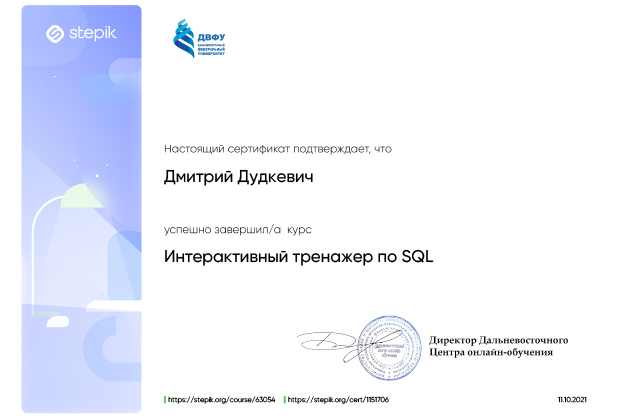 stepik
ДВФУ
ДАЛЬНЕВОСТОЧНЫЙ
ФЕДЕРАЛЬНЫЙ
УНИВЕРСИТЕТ
Настоящий сертификат подтверждает, что
Дмитрий Дудкевич
успешно завершил/а курс
Интерактивный тренажер по SQL
Директор Дальневосточного
Центра онлайн-обучения
https://stepik.org/course/63054
https://stepik.org/cert/1151706
11.10.2021